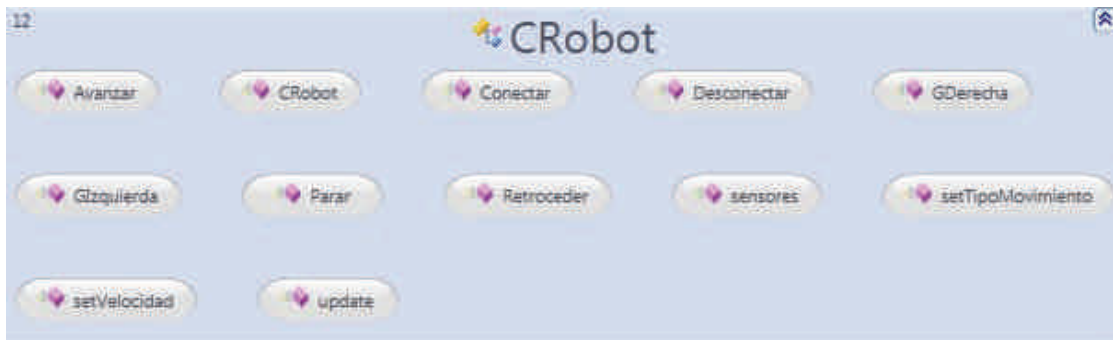 12
CRobot
Avanzar CRobot Conectar Desconectar GDerecha
GIzquierda Parar Retroceder sensores setTipoMovimiento
setVelocidad update